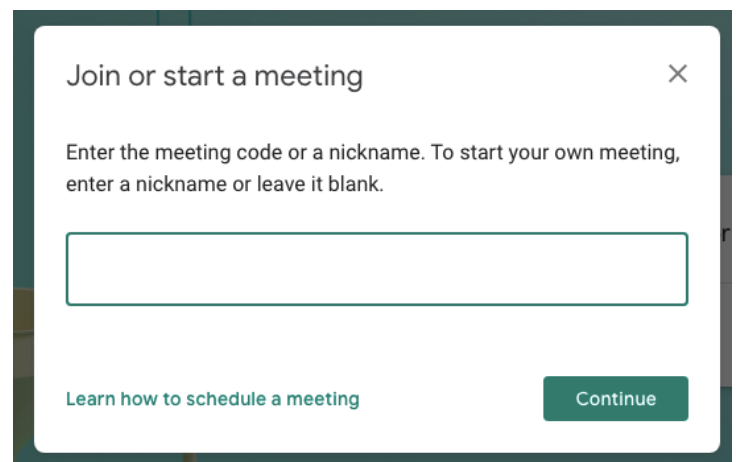 Join or start a meeting
Enter the meeting code or a nickname. To start your own meeting,
enter a nickname or leave it blank.
Learn how to schedule a meeting
Continue